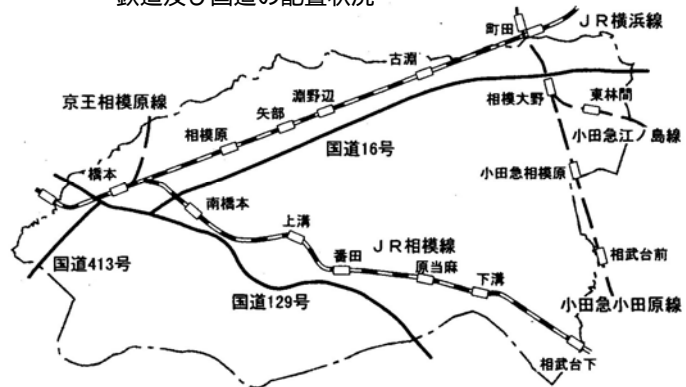 鉄道及び国道の配置状況
町田
JR横浜線
古淵
京王相模原線
淵野辺
矢部
相模原
相模大野
東林間
国道16号
小田急江ノ島線
橋本
小田急相模原
南橋本
上溝
JR相模線
番田
原当麻
下溝
相武台前
国道413号
国道129号
小田急小田原線
相武台下